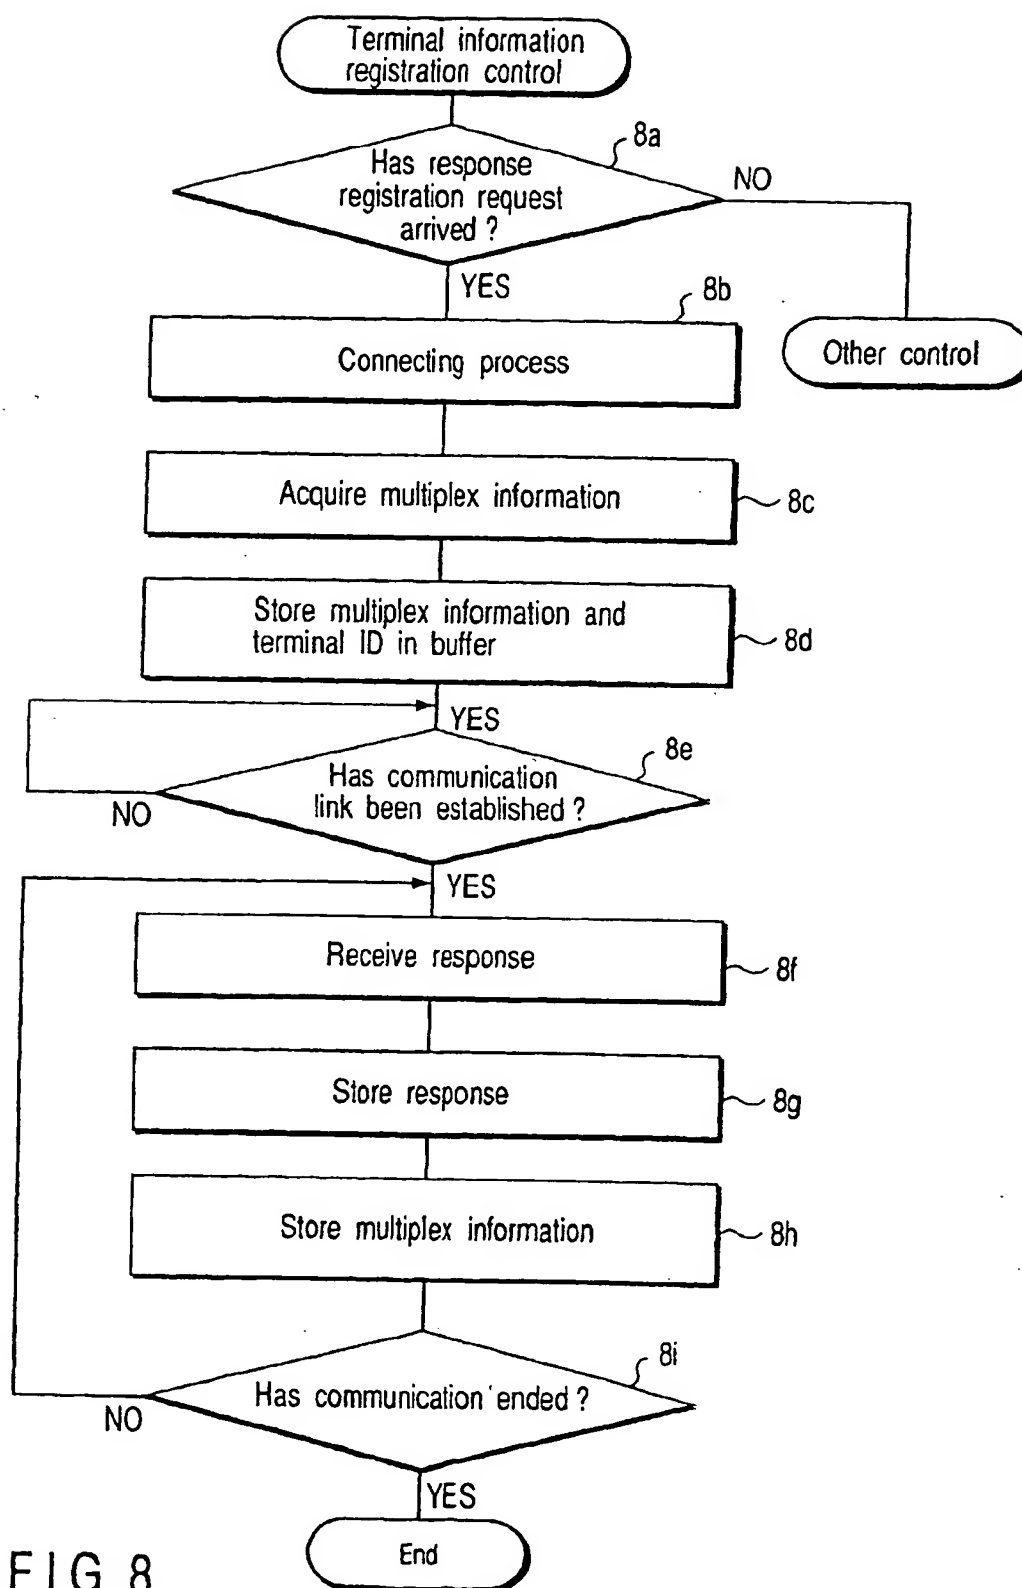 Terminal information
registration control
8a
Has response
registration request
arrived ?
NO
YES
8b
Connecting process
Other control
Acquire multiplex information
8c
Store multiplex information and
terminal ID in buffer
8d
YES
8e
Has communication
link been established ?
NO
YES
Receive response
8f
Store response
8g
Store multiplex information
8h
8i
Has communication ended ?
NO
YES
End
FIG. 8